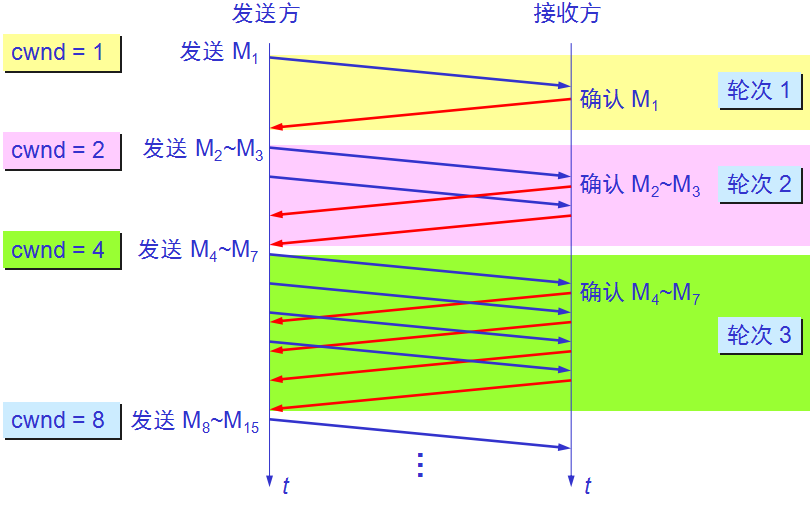 发送方 接收方
cwnd = 1 发送 M1
确认 M1 轮次 1
cwnd = 2 发送 M2~M3
确认 M2~M3 轮次 2
cwnd = 4 发送 M4~M7
确认 M4~M7
轮次 3
cwnd = 8 发送 M8~M15
⋮
t t